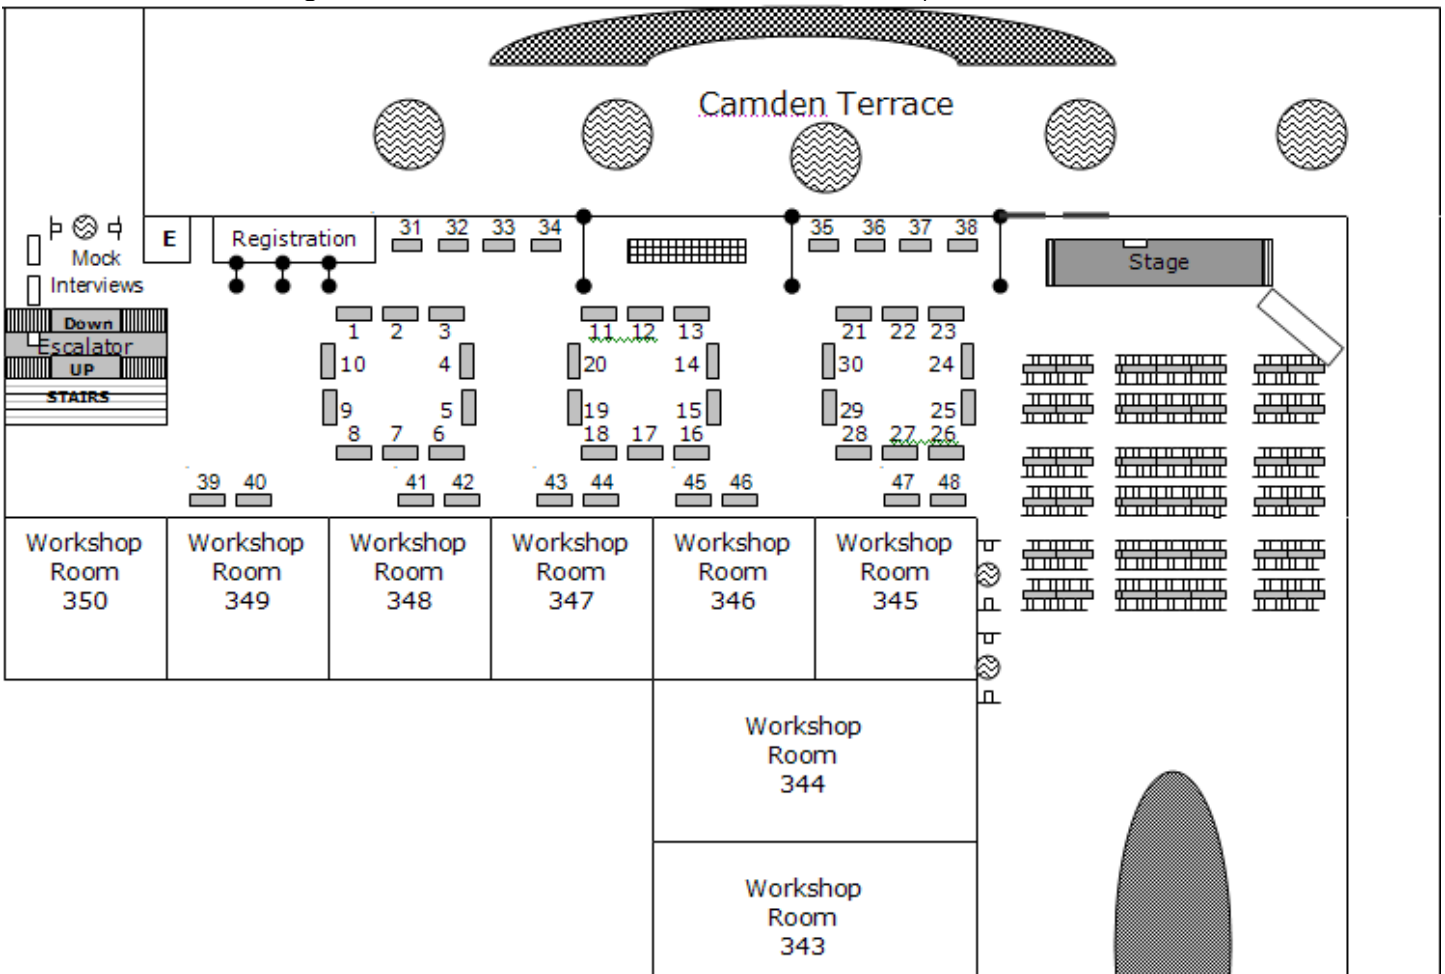 Camden Terrace
E
Registration
31 32 33 34
35 36 37 38
Stage
Mock
Interviews
Down
Escalator
UP
STAIRS
1 2 3
10 4
9 5
8 7 6
11 12 13
20 14
19 15
18 17 16
21 22 23
30 24
29 25
28 27 26
39 40 41 42 43 44 45 46 47 48
Workshop
Room
350
Workshop
Room
349
Workshop
Room
348
Workshop
Room
347
Workshop
Room
346
Workshop
Room
345
Workshop
Room
344
Workshop
Room
343